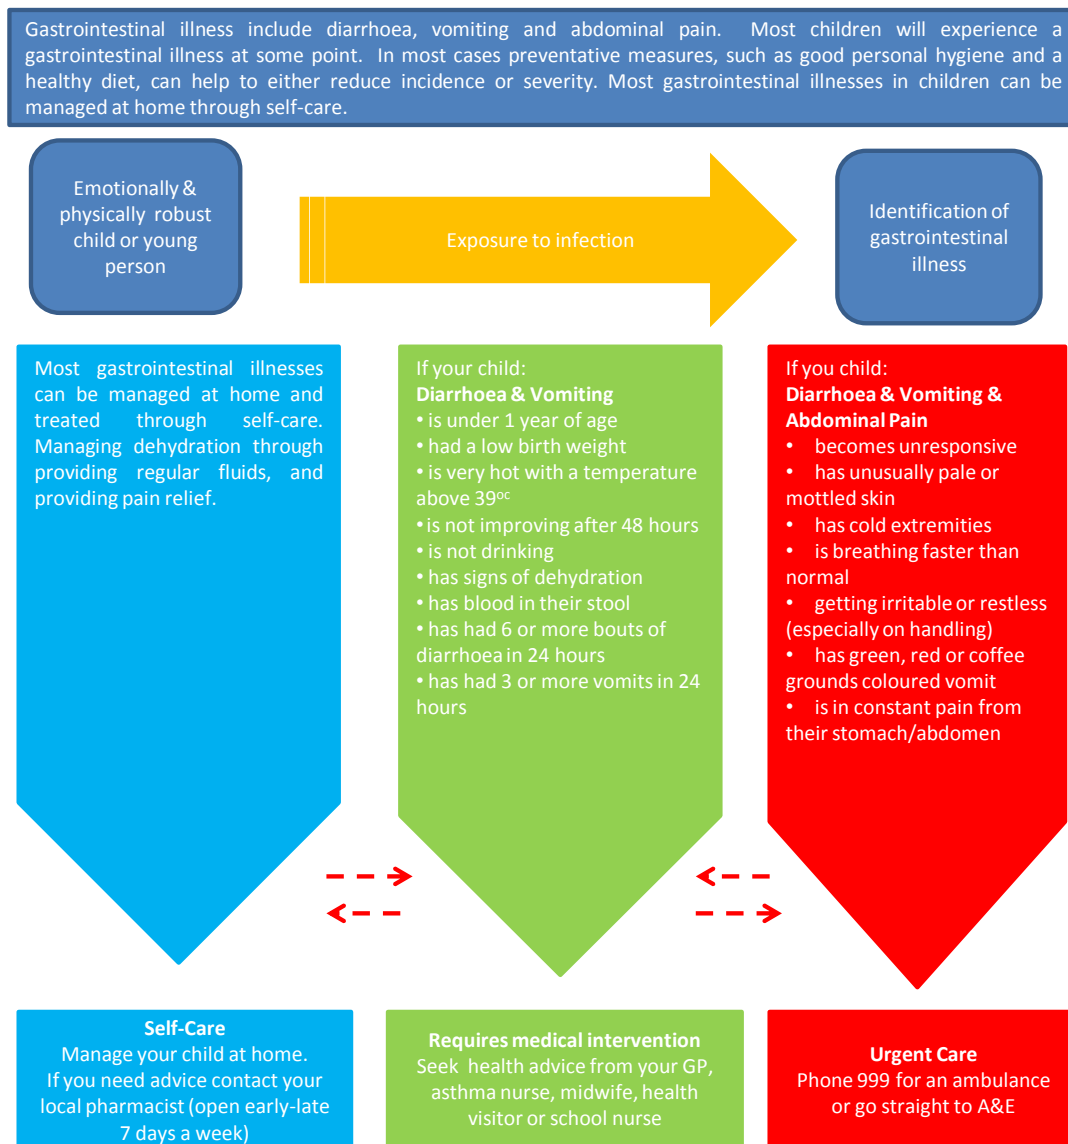 Gastrointestinal illness include diarrhoea, vomiting and abdominal pain. Most children will experience a
gastrointestinal illness at some point. In most cases preventative measures, such as good personal hygiene and a
healthy diet, can help to either reduce incidence or severity. Most gastrointestinal illnesses in children can be
managed at home through self-care.
Emotionally &
physically robust
child or young
person
Exposure to infection
Identification of
gastrointestinal
illness
Most gastrointestinal illnesses
can be managed at home and
treated through self-care.
Managing dehydration through
providing regular fluids, and
providing pain relief.
If your child:
Diarrhoea & Vomiting
• is under 1 year of age
• had a low birth weight
• is very hot with a temperature
above 39oc
• is not improving after 48 hours
• is not drinking
• has signs of dehydration
• has blood in their stool
• has had 6 or more bouts of
diarrhoea in 24 hours
• has had 3 or more vomits in 24
hours
If you child:
Diarrhoea & Vomiting &
Abdominal Pain
• becomes unresponsive
• has unusually pale or
mottled skin
• has cold extremities
• is breathing faster than
normal
• getting irritable or restless
(especially on handling)
• has green, red or coffee
grounds coloured vomit
• is in constant pain from
their stomach/abdomen
Self-Care
Manage your child at home.
If you need advice contact your
local pharmacist (open early-late
7 days a week)
Requires medical intervention
Seek health advice from your GP,
asthma nurse, midwife, health
visitor or school nurse
Urgent Care
Phone 999 for an ambulance
or go straight to A&E